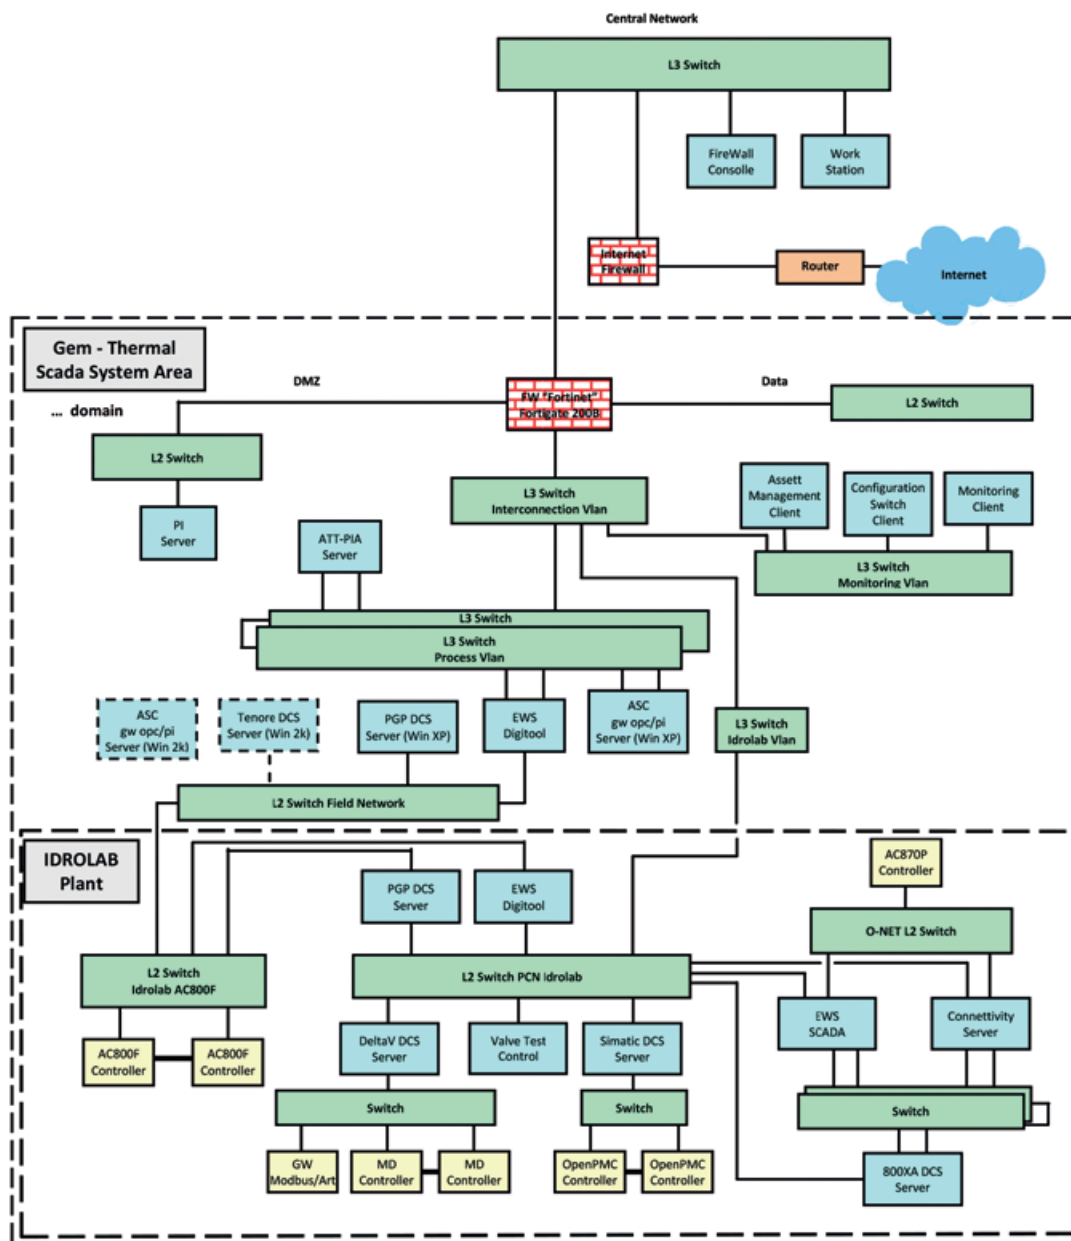 Central Network
L3 Switch
FireWall
Consolle
Work
Station
Internet
Firewall
Router
Internet
Gem - Thermal
Scada System Area
... domain
DMZ
FW "Fortinet"
Fortigate 200B
Data
L2 Switch
L2 Switch
PI
Server
L3 Switch
Interconnection Vlan
Assett
Management
Client
Configuration
Switch
Client
Monitoring
Client
ATT-PIA
Server
L3 Switch
Monitoring Vlan
L3 Switch
L3 Switch
Process Vlan
ASC
gw opc/pi
Server (Win 2k)
Tenore DCS
Server (Win 2k)
PGP DCS
Server (Win XP)
EWS
Digitool
ASC
gw opc/pi
Server (Win XP)
L3 Switch
Idrolab Vlan
L2 Switch Field Network
IDROLAB
Plant
PGP DCS
Server
EWS
Digitool
AC870P
Controller
O-NET L2 Switch
L2 Switch
Idrolab AC800F
L2 Switch PCN Idrolab
AC800F
Controller
AC800F
Controller
DeltaV DCS
Server
Valve Test
Control
Simatic DCS
Server
EWS
SCADA
Connettivity
Server
Switch
Switch
Switch
GW
Modbus/Art
MD
Controller
MD
Controller
OpenPMC
Controller
OpenPMC
Controller
800XA DCS
Server